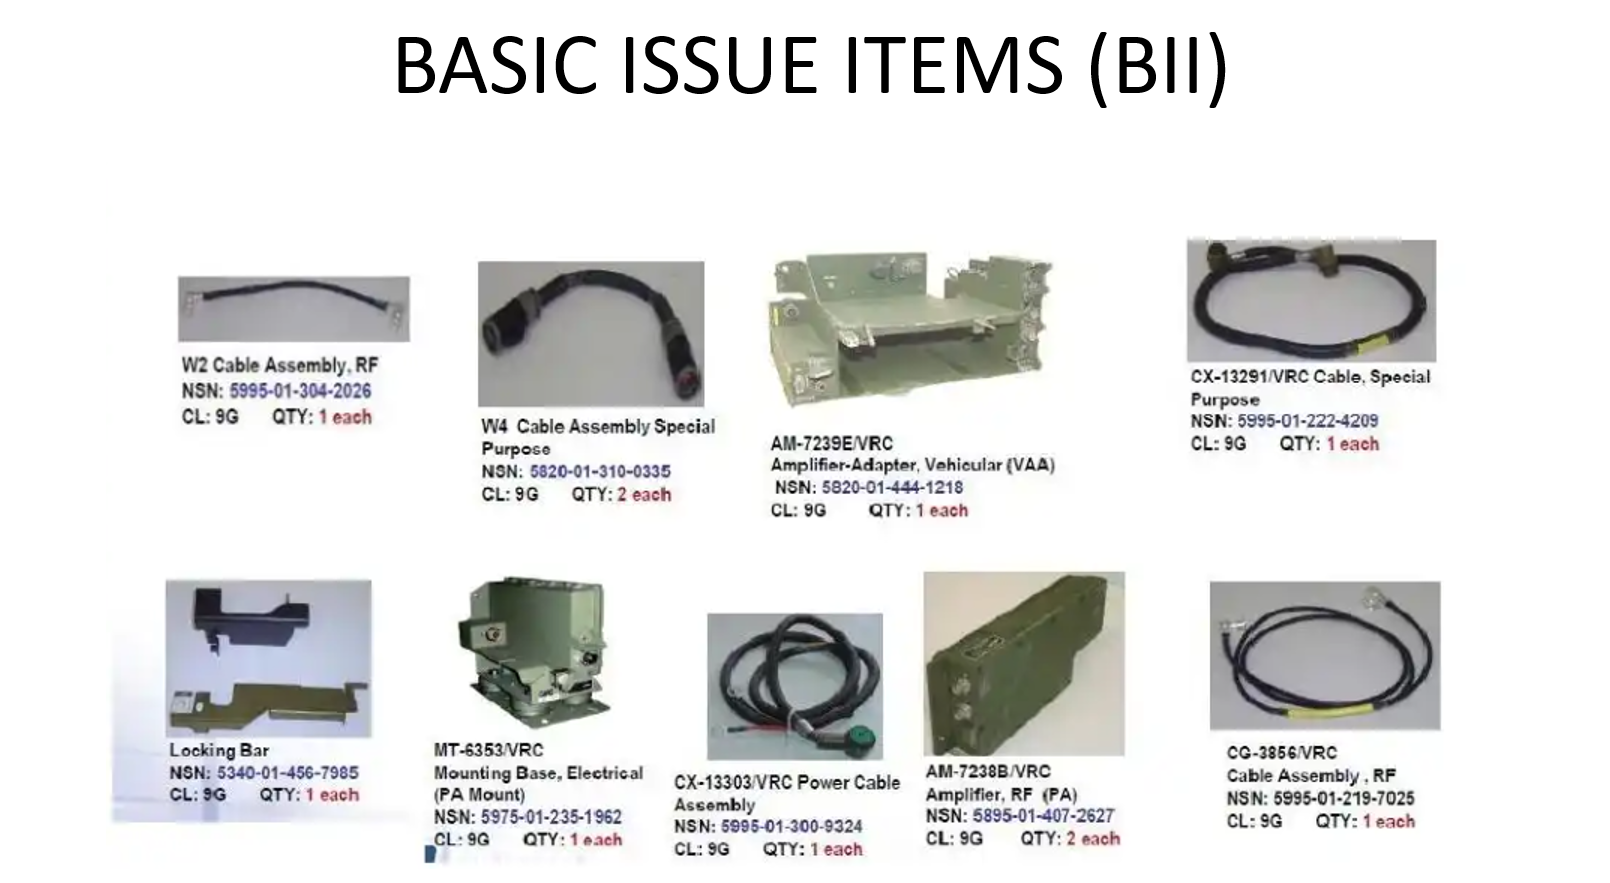 BASIC ISSUE ITEMS (BII)
W2 Cable Assembly, RF
NSN: 5995-01-304-2026
CL: 9G QTY: 1 each
W4 Cable Assembly Special
Purpose
NSN: 5820-01-310-0335
CL: 9G QTY: 2 each
AM-7239E/VRC
Amplifier-Adapter, Vehicular (VAA)
NSN: 5820-01-444-1218
CL: 9G QTY: 1 each
CX-13291/VRC Cable, Special
Purpose
NSN: 5995-01-222-4209
CL: 9G QTY: 1 each
Locking Bar
NSN: 5340-01-456-7985
CL: 9G QTY: 1 each
MT-6353/VRC
Mounting Base, Electrical
(PA Mount)
NSN: 5975-01-235-1962
CL: 9G QTY: 1 each
CX-13303/VRC Power Cable
Assembly
NSN: 5995-01-300-9324
CL: 9G QTY: 1 each
AM-7238B/VRC
Amplifier, RF (PA)
NSN: 5895-01-407-2627
CL: 9G QTY: 2 each
CG-3856/VRC
Cable Assembly , RF
NSN: 5995-01-219-7025
CL: 9G QTY: 1 each